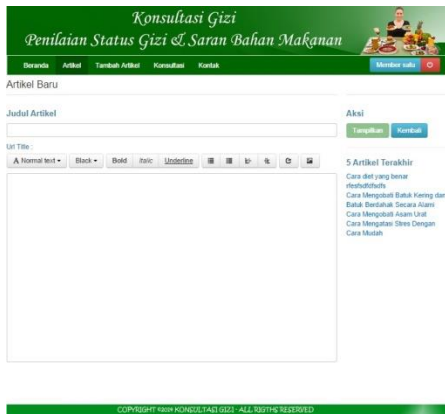 Konsultasi Gizi
Penilaian Status Gizi & Saran Bahan Makanan
Beranda Artikel Tambah Artikel Konsultasi Kontak Member satu
Artikel Baru
Judul Artikel
Url Title :
A Normal text Black Bold Italic Underline
Aksi
Tampilkan Kembali
5 Artikel Terakhir
Cara diet yang benar
Cara Mengobati Batuk Kering dan
Batuk Berdahak Secara Alami
Cara Mengobati Asam Urat
Cara Mengatasi Stres Dengan
Cara Mudah
COPYRIGHT ©2014 KONSULTASI GIZI - ALL RIGTHS RESERVED